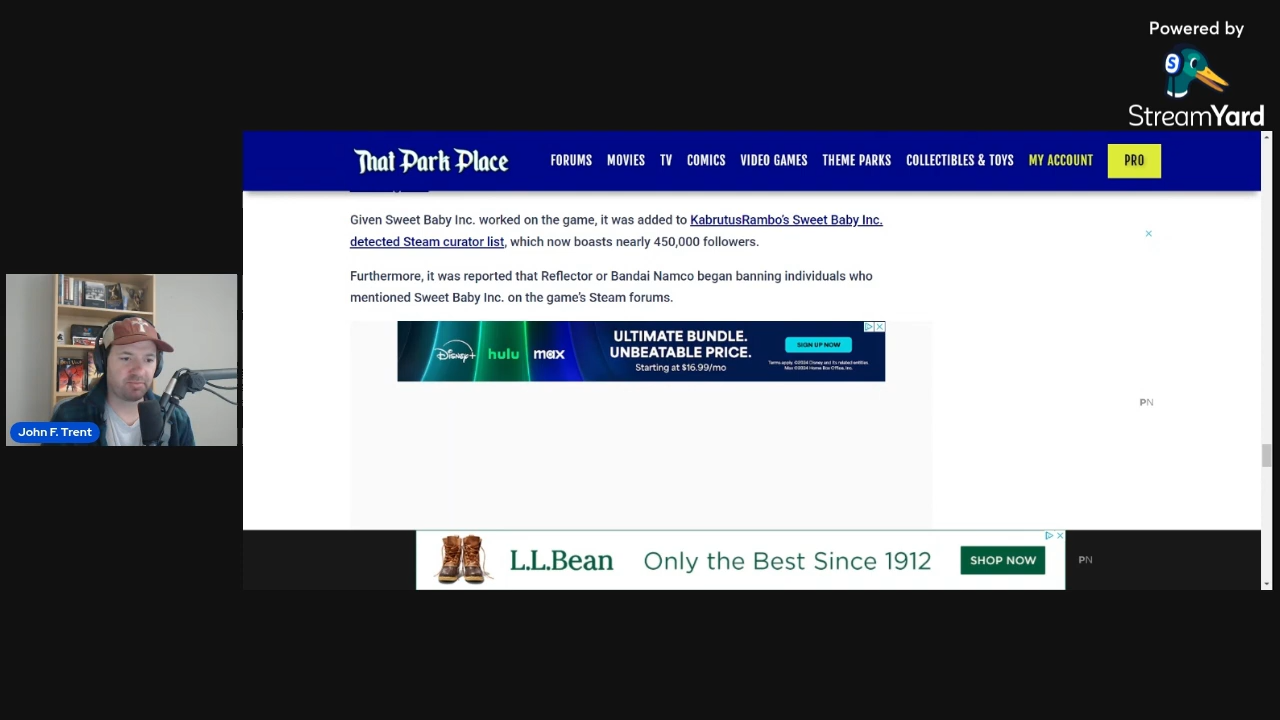 Powered by
StreamYard
That Park Place
FORUMS MOVIES TV COMICS VIDEO GAMES THEME PARKS COLLECTIBLES & TOYS MY ACCOUNT PRO
Given Sweet Baby Inc. worked on the game, it was added to KabrutusRambo's Sweet Baby Inc.
detected Steam curator list, which now boasts nearly 450,000 followers.
Furthermore, it was reported that Reflector or Bandai Namco began banning individuals who
mentioned Sweet Baby Inc. on the game's Steam forums.
Disney+ hulu max
ULTIMATE BUNDLE.
UNBEATABLE PRICE.
Starting at $16.99/mo
SIGN UP NOW
PN
John F. Trent
L.L.Bean Only the Best Since 1912 SHOP NOW
PN